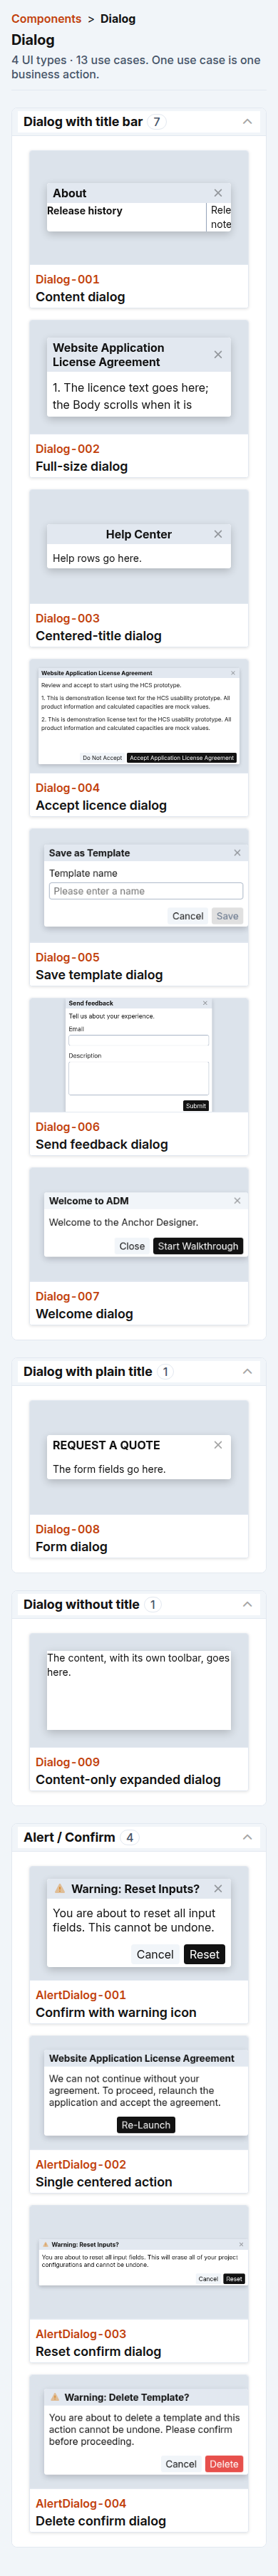 Components > Dialog
Dialog
4 UI types · 13 use cases. One use case is one
business action.
Dialog with title bar 7
About
Release history
Rele
note
Dialog-001
Content dialog
Website Application
License Agreement
1. The licence text goes here;
the Body scrolls when it is
Dialog-002
Full-size dialog
Help Center
Help rows go here.
Dialog-003
Centered-title dialog
Website Application License Agreement
Review and accept to start using the HCS prototype.
1. This is demonstration license text for the HCS usability prototype. All
product information and calculated capacities are mock values.
2. This is demonstration license text for the HCS usability prototype. All
product information and calculated capacities are mock values.
Do Not Accept Accept Application License Agreement
Dialog-004
Accept licence dialog
Save as Template
Template name
Please enter a name
Cancel Save
Dialog-005
Save template dialog
Send feedback
Tell us about your experience.
Email
Description
Submit
Dialog-006
Send feedback dialog
Welcome to ADM
Welcome to the Anchor Designer.
Close Start Walkthrough
Dialog-007
Welcome dialog
Dialog with plain title 1
REQUEST A QUOTE
The form fields go here.
Dialog-008
Form dialog
Dialog without title 1
The content, with its own toolbar, goes
here.
Dialog-009
Content-only expanded dialog
Alert / Confirm 4
Warning: Reset Inputs?
You are about to reset all input
fields. This cannot be undone.
Cancel Reset
AlertDialog-001
Confirm with warning icon
Website Application License Agreement
We can not continue without your
agreement. To proceed, relaunch the
application and accept the agreement.
Re-Launch
AlertDialog-002
Single centered action
Warning: Reset Inputs?
You are about to reset all input fields. This will erase all of your project
configurations and cannot be undone.
Cancel Reset
AlertDialog-003
Reset confirm dialog
Warning: Delete Template?
You are about to delete a template and this
action cannot be undone. Please confirm
before proceeding.
Cancel Delete
AlertDialog-004
Delete confirm dialog